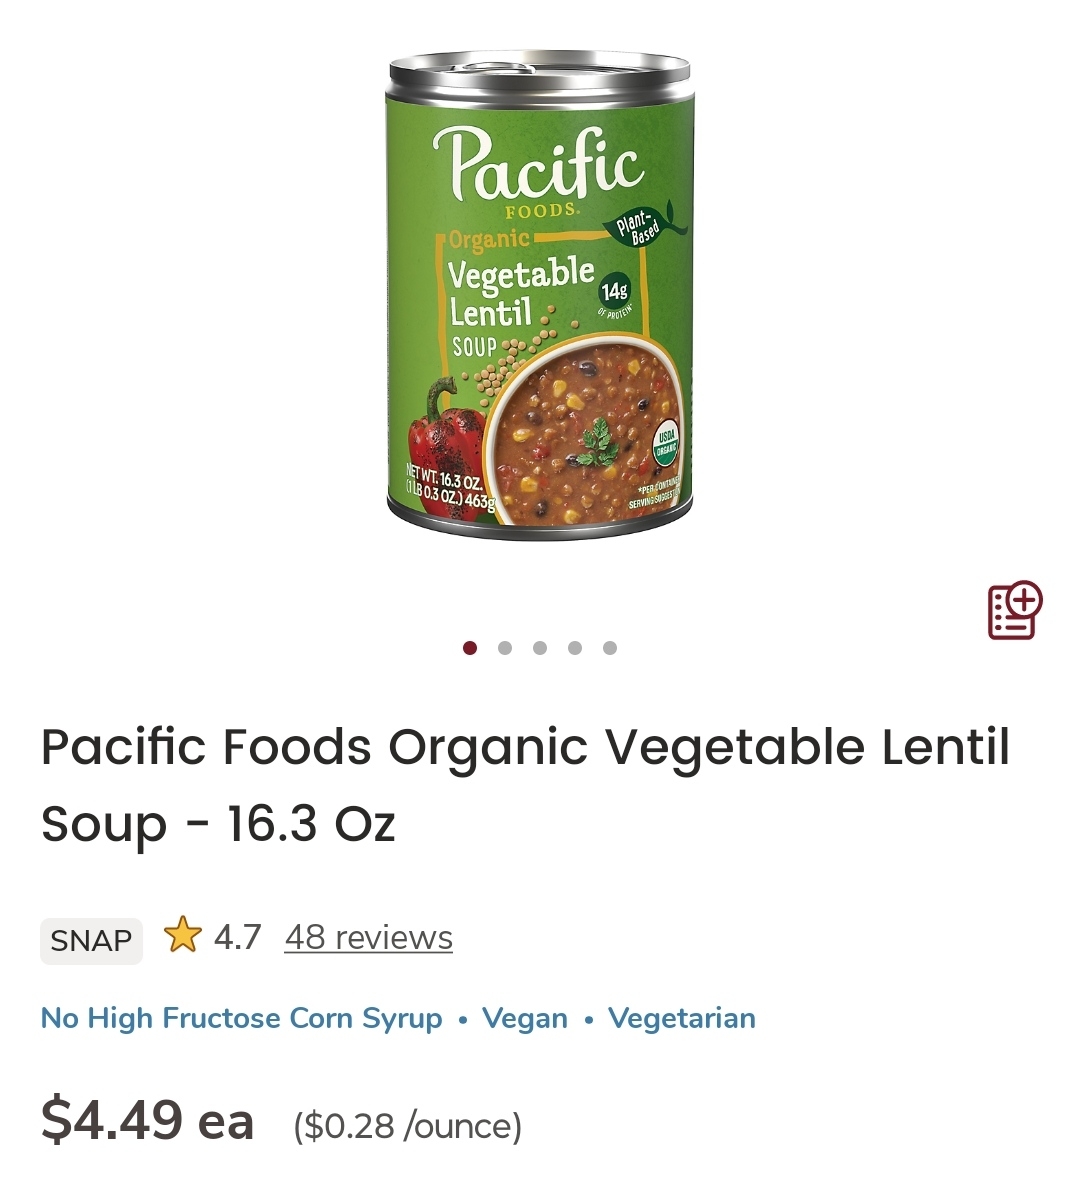 Pacific
FOODS.
Plant-
Based
Organic
Vegetable
Lentil
SOUP
14g
OF PROTEIN*
USDA
ORGANIC
NET WT. 16.3 OZ.
(1 LB 0.3 OZ.) 463g
*PER CONTAINER
SERVING
Pacific Foods Organic Vegetable Lentil
Soup - 16.3 Oz
SNAP 4.7 48 reviews
No High Fructose Corn Syrup • Vegan • Vegetarian
$4.49 ea ($0.28 /ounce)